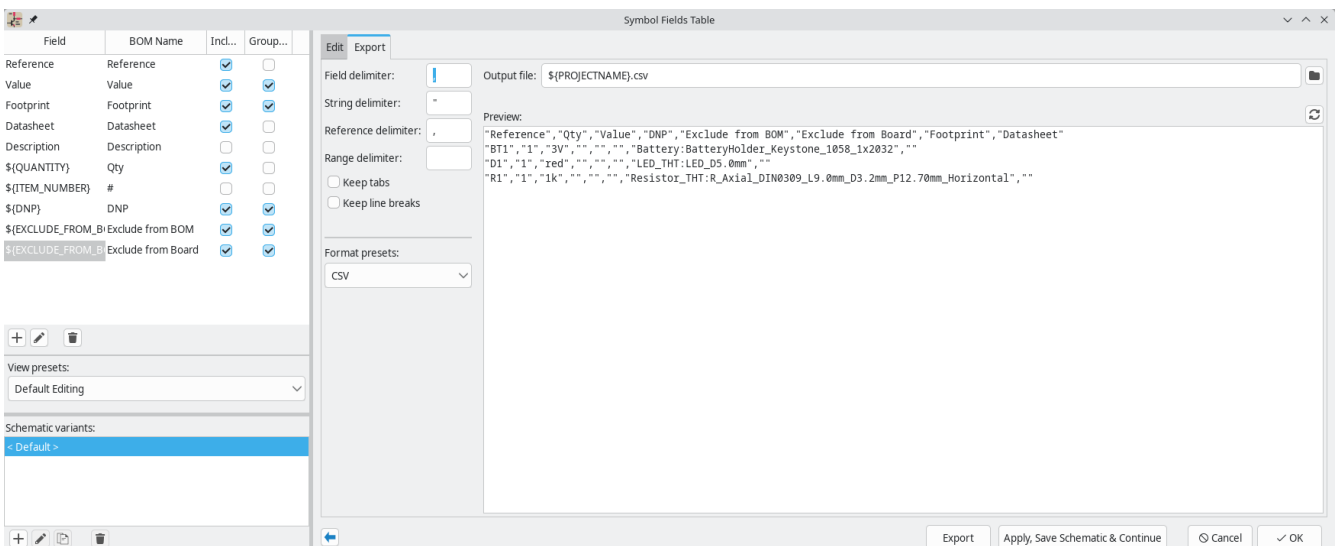 Symbol Fields Table
Field BOM Name Incl... Group...
Reference Reference
Value Value
Footprint Footprint
Datasheet Datasheet
Description Description
${QUANTITY} Qty
${ITEM_NUMBER} #
${DNP} DNP
${EXCLUDE_FROM_B Exclude from BOM
${EXCLUDE_FROM_B Exclude from Board
View presets:
Default Editing
Schematic variants:
< Default >
Edit Export
Field delimiter: ,
String delimiter: "
Reference delimiter: ,
Range delimiter:
Keep tabs
Keep line breaks
Format presets:
CSV
Output file: ${PROJECTNAME}.csv
Preview:
"Reference","Qty","Value","DNP","Exclude from BOM","Exclude from Board","Footprint","Datasheet"
"BT1","1","3V","","","","Battery:BatteryHolder_Keystone_1058_1x2032",""
"D1","1","red","","","","LED_THT:LED_D5.0mm",""
"R1","1","1k","","","","Resistor_THT:R_Axial_DIN0309_L9.0mm_D3.2mm_P12.70mm_Horizontal",""
Export Apply, Save Schematic & Continue Cancel OK